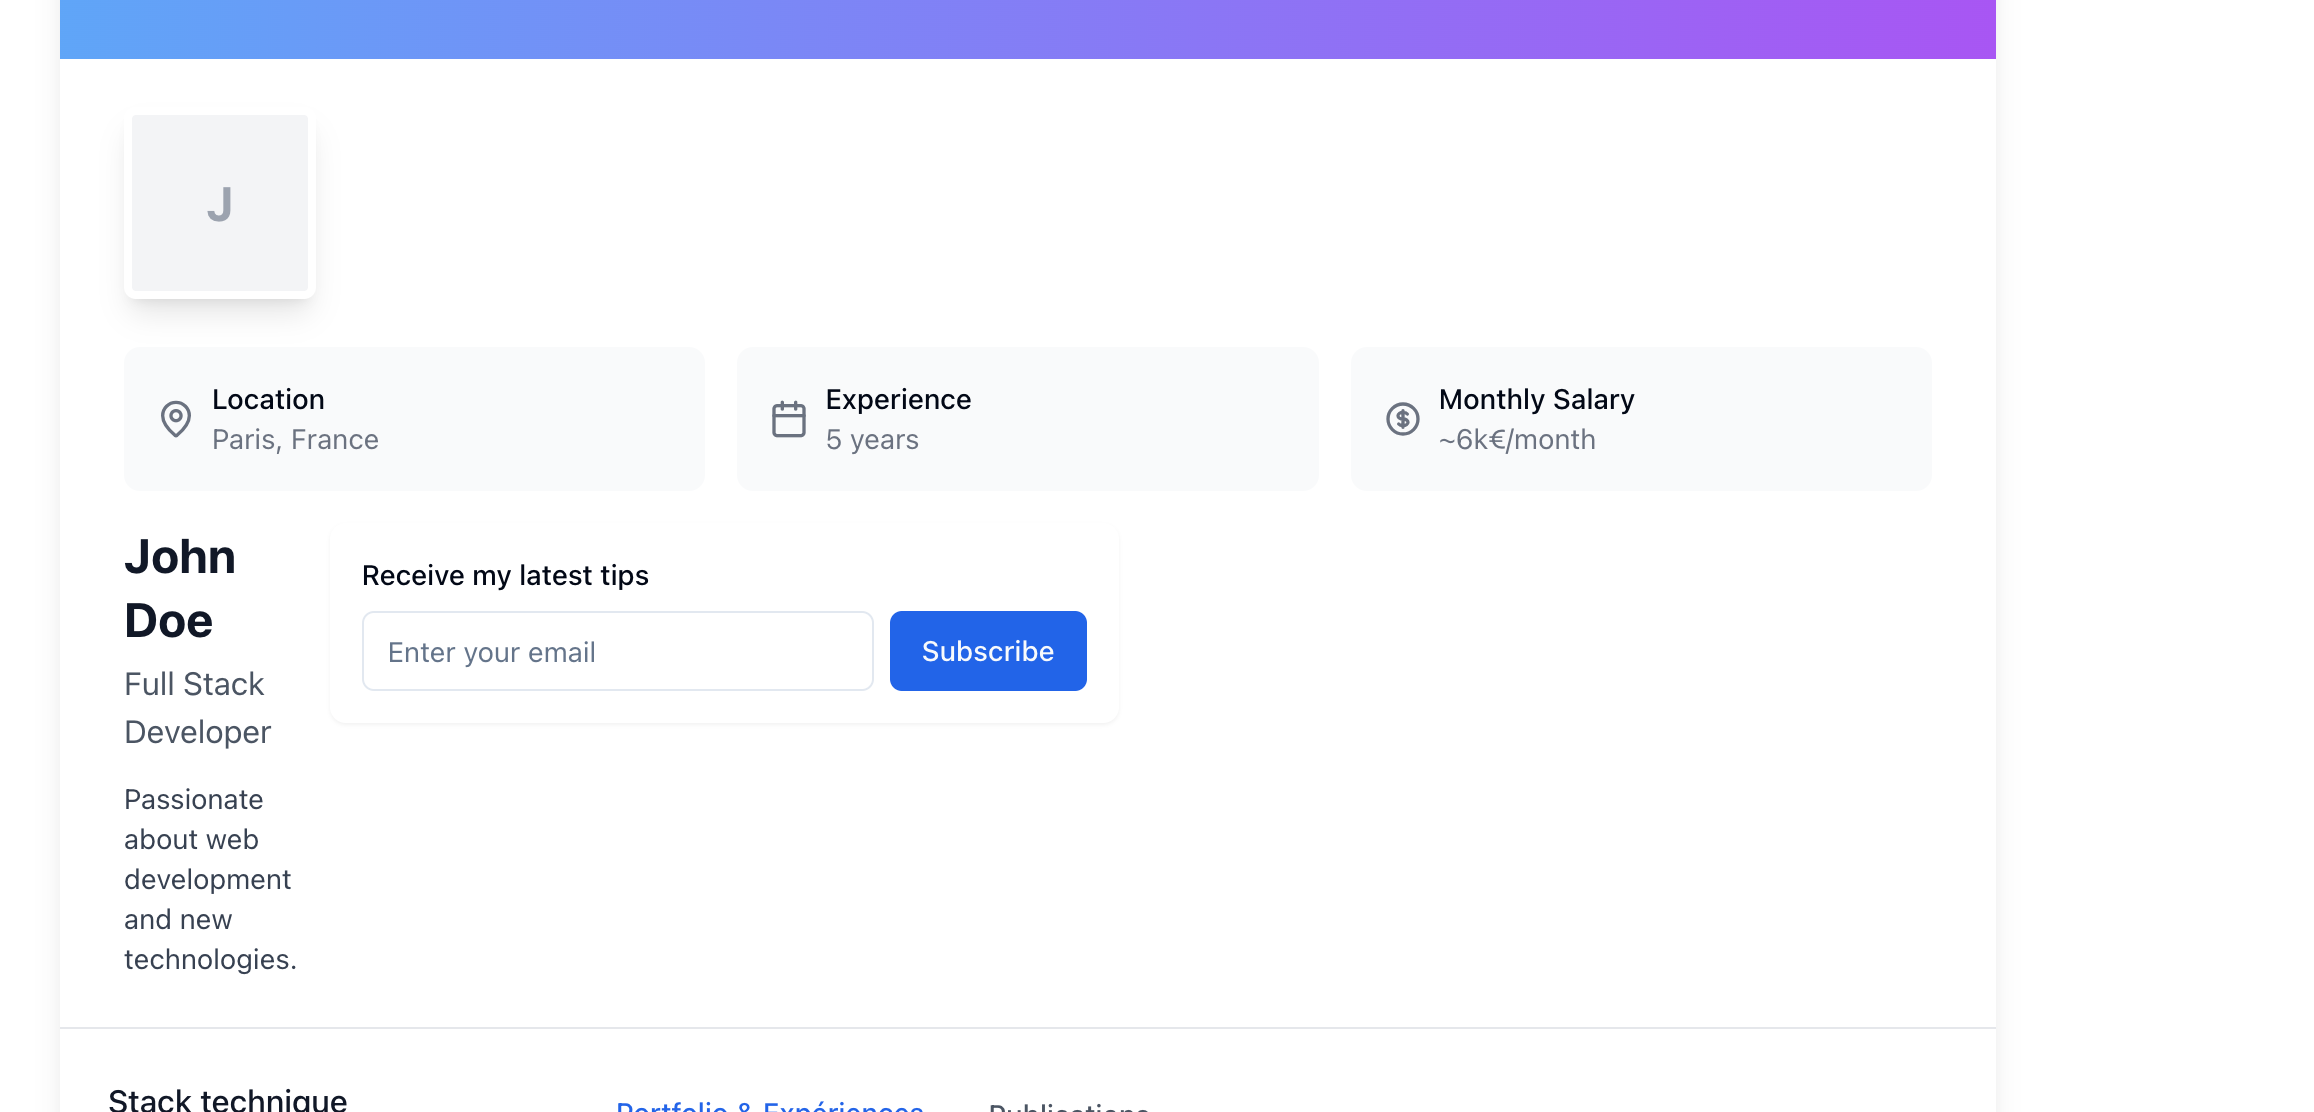 J
Location
Paris, France
Experience
5 years
Monthly Salary
~6k€/month
John
Doe
Full Stack
Developer
Passionate
about web
development
and new
technologies.
Receive my latest tips
Enter your email
Subscribe
Stack technique
Portfolio & Expériences
Publications